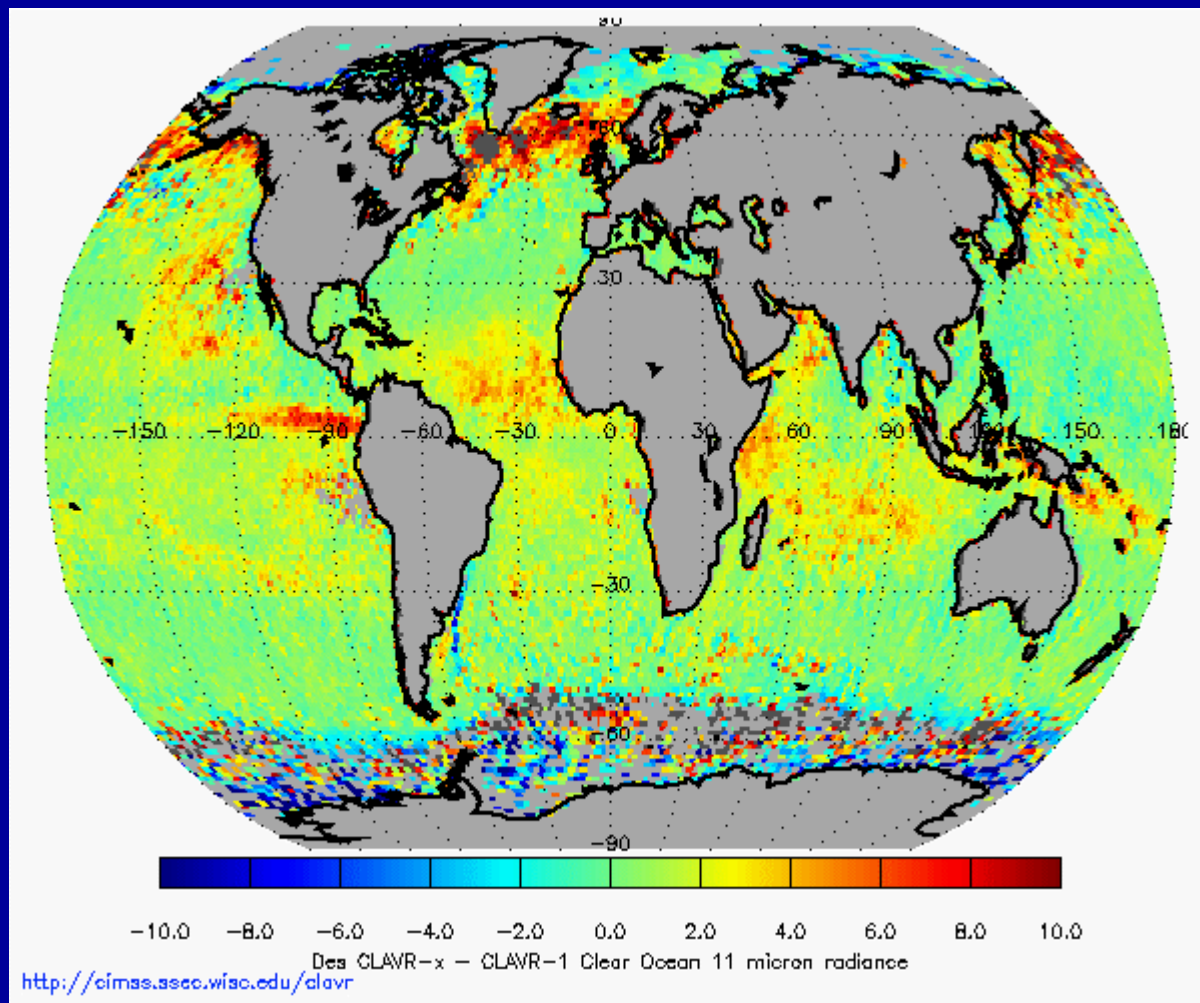 90
60
30
-150 -120 -90 -60 -30 0 30 60 90 120 150 180
-30
-60
-90
-10.0 -8.0 -6.0 -4.0 -2.0 0.0 2.0 4.0 6.0 8.0 10.0
Des CLAVR-x - CLAVR-1 Clear Ocean 11 micron radiance
http://cimss.ssec.wisc.edu/clavr